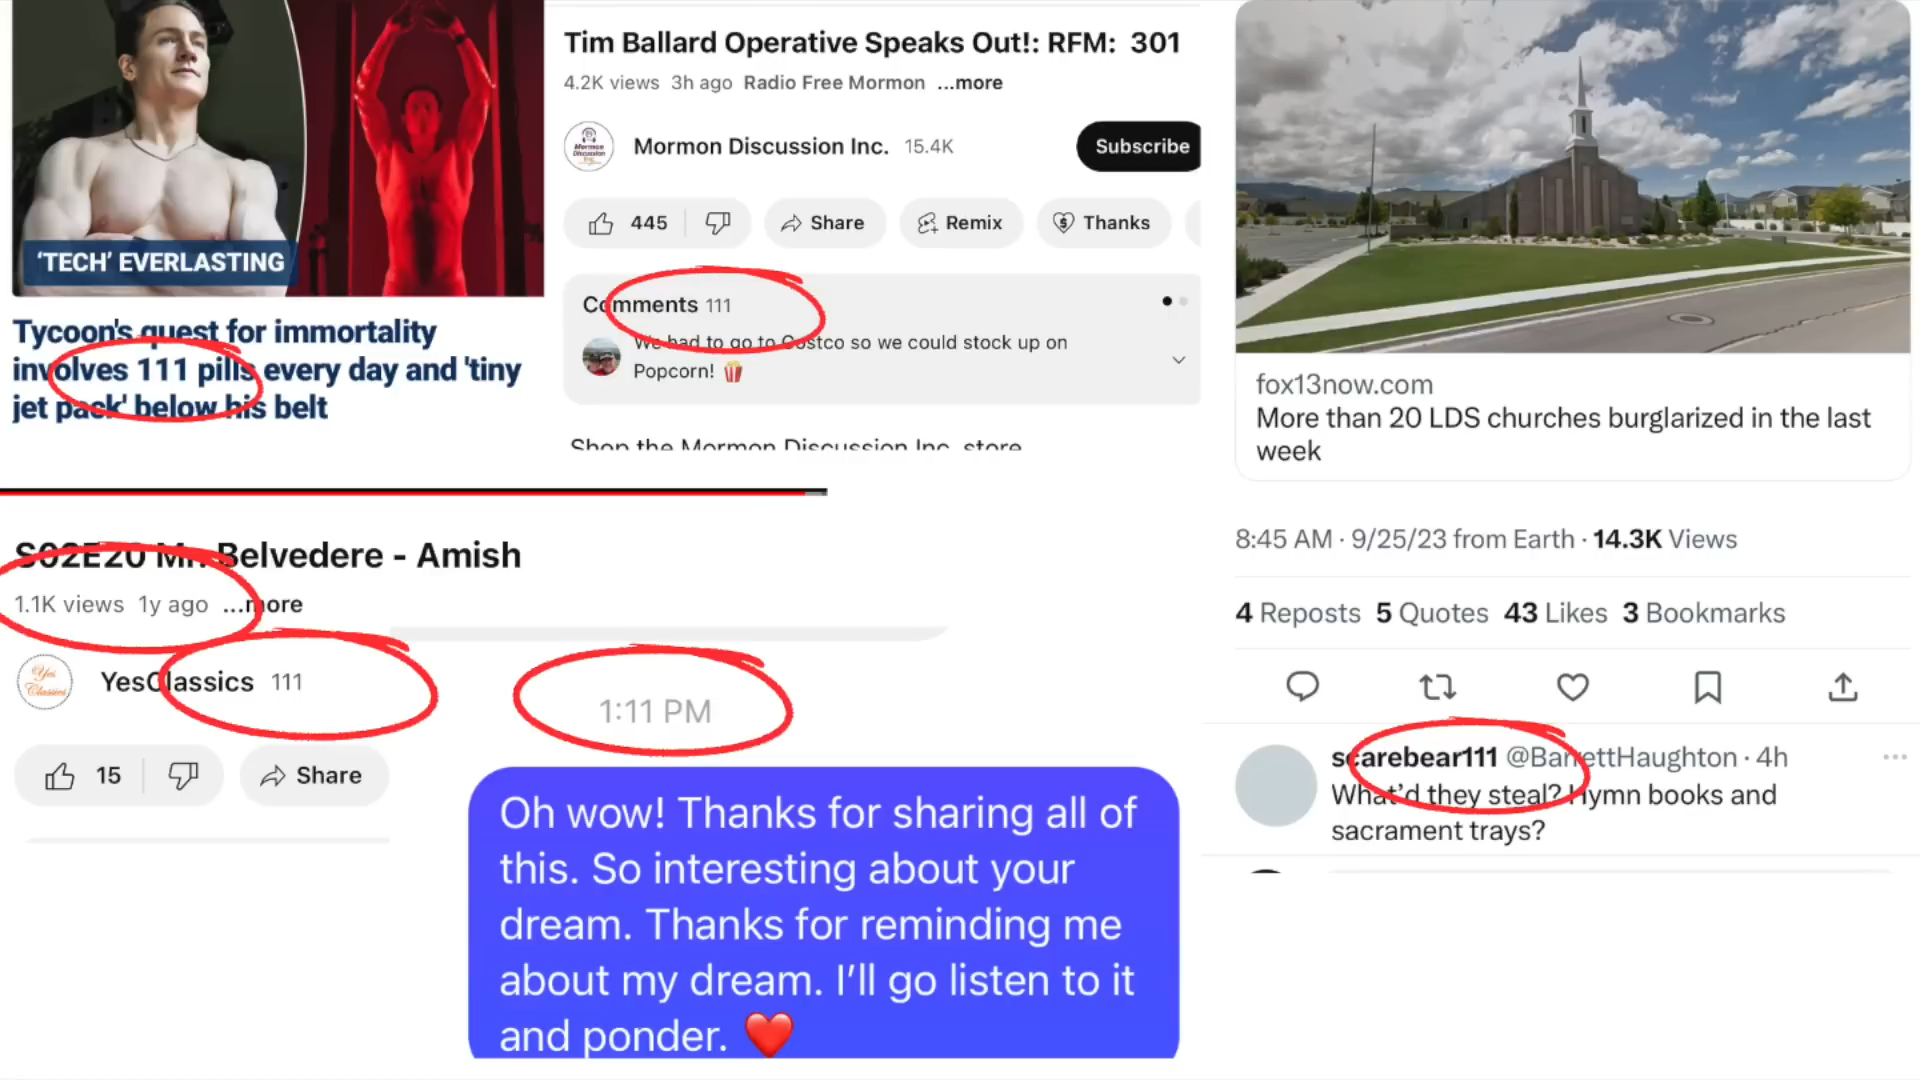 'TECH' EVERLASTING
Tycoon's quest for immortality
involves 111 pills every day and 'tiny
jet pack' below his belt
Tim Ballard Operative Speaks Out!: RFM: 301
4.2K views 3h ago Radio Free Mormon ...more
Mormon Discussion Inc.
Mormon Discussion Inc. 15.4K
Subscribe
445
Share
Remix
Thanks
Comments 111
We had to go to Costco so we could stock up on
Popcorn! 🍿
Shop the Mormon Discussion Inc. store
fox13now.com
More than 20 LDS churches burglarized in the last
week
8:45 AM · 9/25/23 from Earth · 14.3K Views
4 Reposts 5 Quotes 43 Likes 3 Bookmarks
scarebear111 @BarrettHaughton · 4h
What'd they steal? Hymn books and
sacrament trays?
S02E20 Mr. Belvedere - Amish
1.1K views 1y ago ...more
Yes
Classics
YesClassics 111
15
Share
1:11 PM
Oh wow! Thanks for sharing all of
this. So interesting about your
dream. Thanks for reminding me
about my dream. I'll go listen to it
and ponder. ❤️